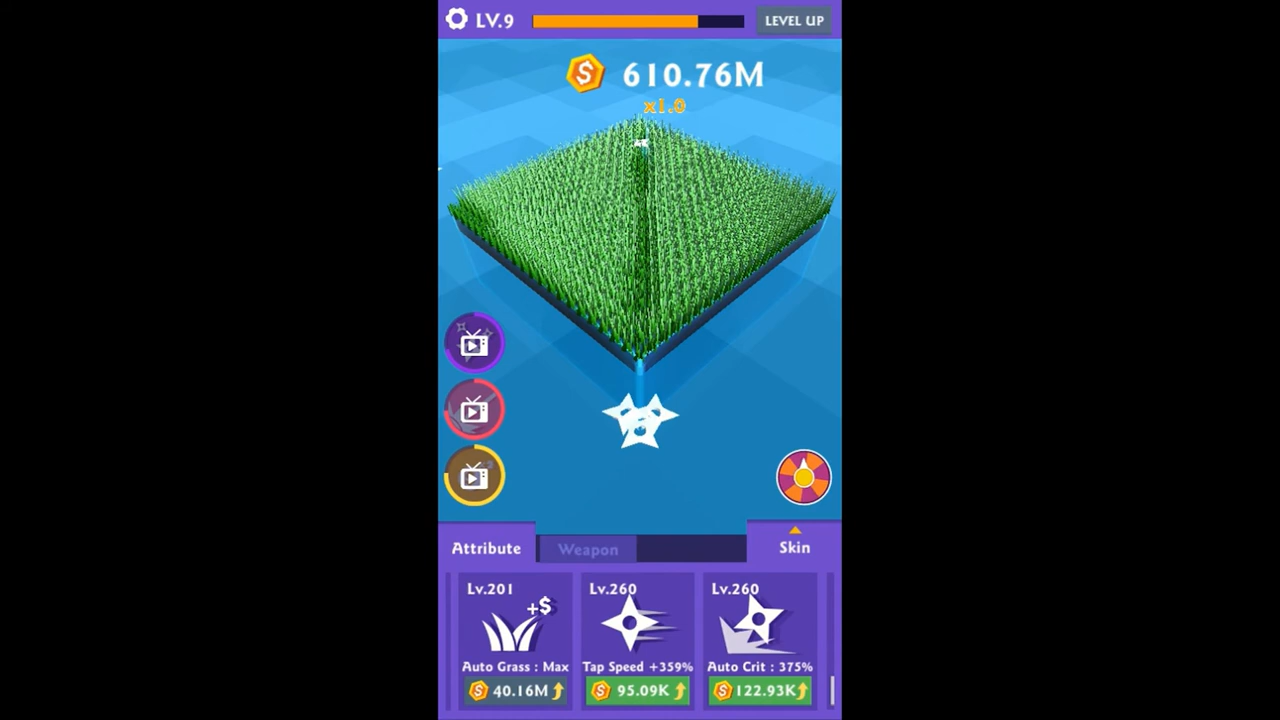 LV.9
LEVEL UP
610.76M
x1.0
Attribute
Weapon
Skin
Lv.201
Lv.260
Lv.260
+$
Auto Grass : Max
Tap Speed +359%
Auto Crit : 375%
40.16M
95.09K
122.93K